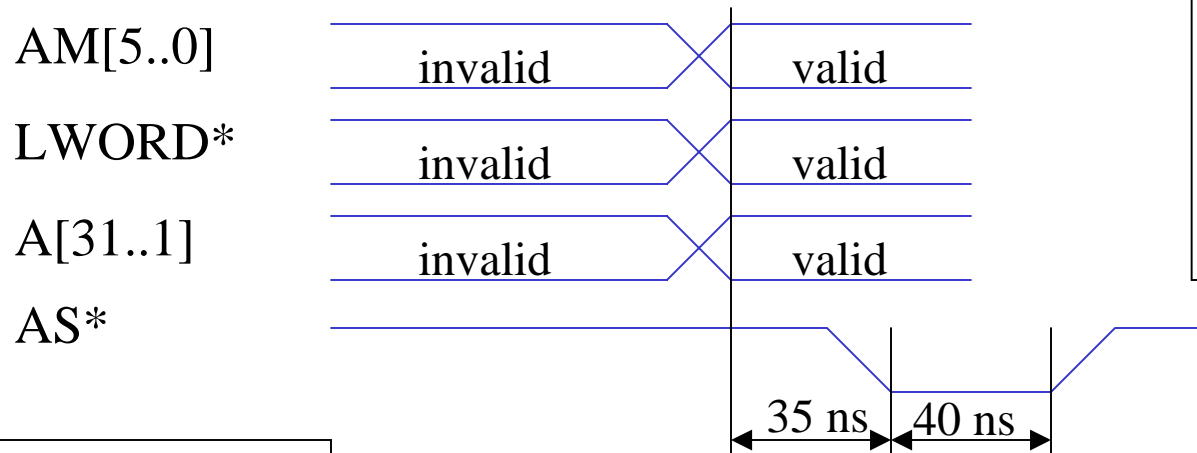 AM[5..0]
invalid valid
LWORD*
invalid valid
A[31..1]
invalid valid
AS*
35 ns 40 ns